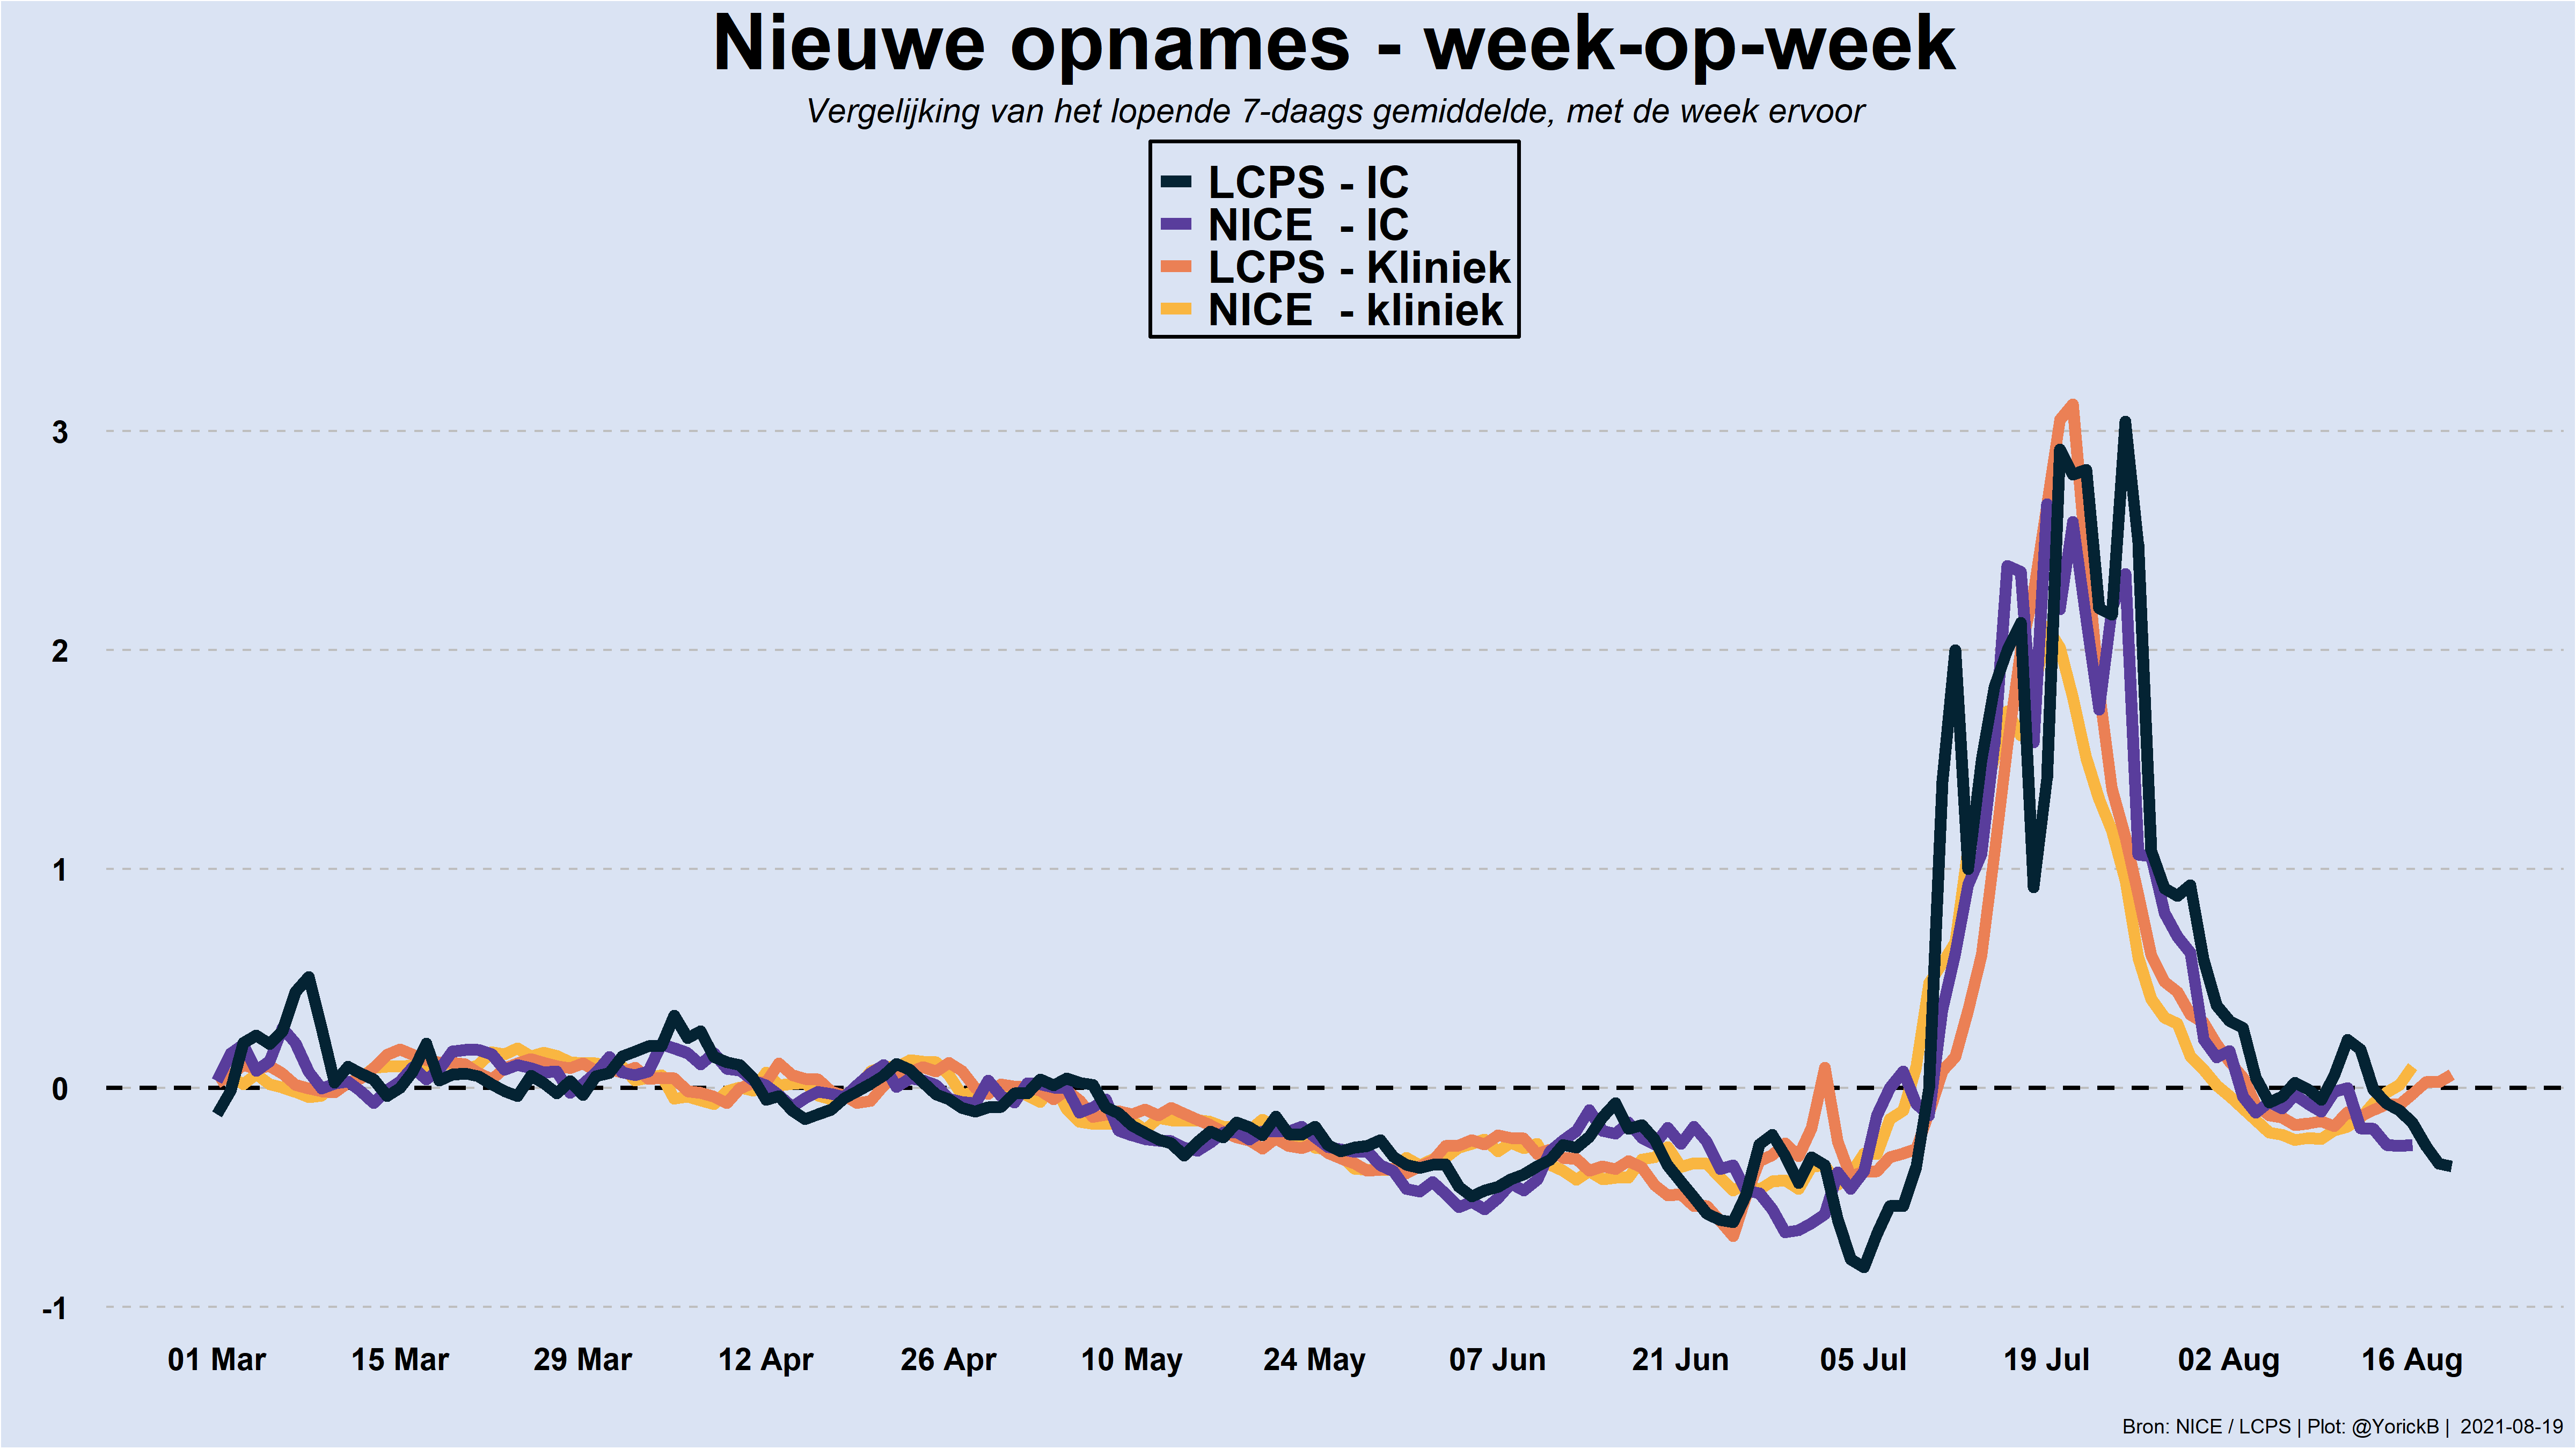 Nieuwe opnames - week-op-week
Vergelijking van het lopende 7-daags gemiddelde, met de week ervoor
LCPS - IC
NICE - IC
LCPS - Kliniek
NICE - kliniek
3
2
1
0
-1
01 Mar 15 Mar 29 Mar 12 Apr 26 Apr 10 May 24 May 07 Jun 21 Jun 05 Jul 19 Jul 02 Aug 16 Aug
Bron: NICE / LCPS | Plot: @YorickB | 2021-08-19